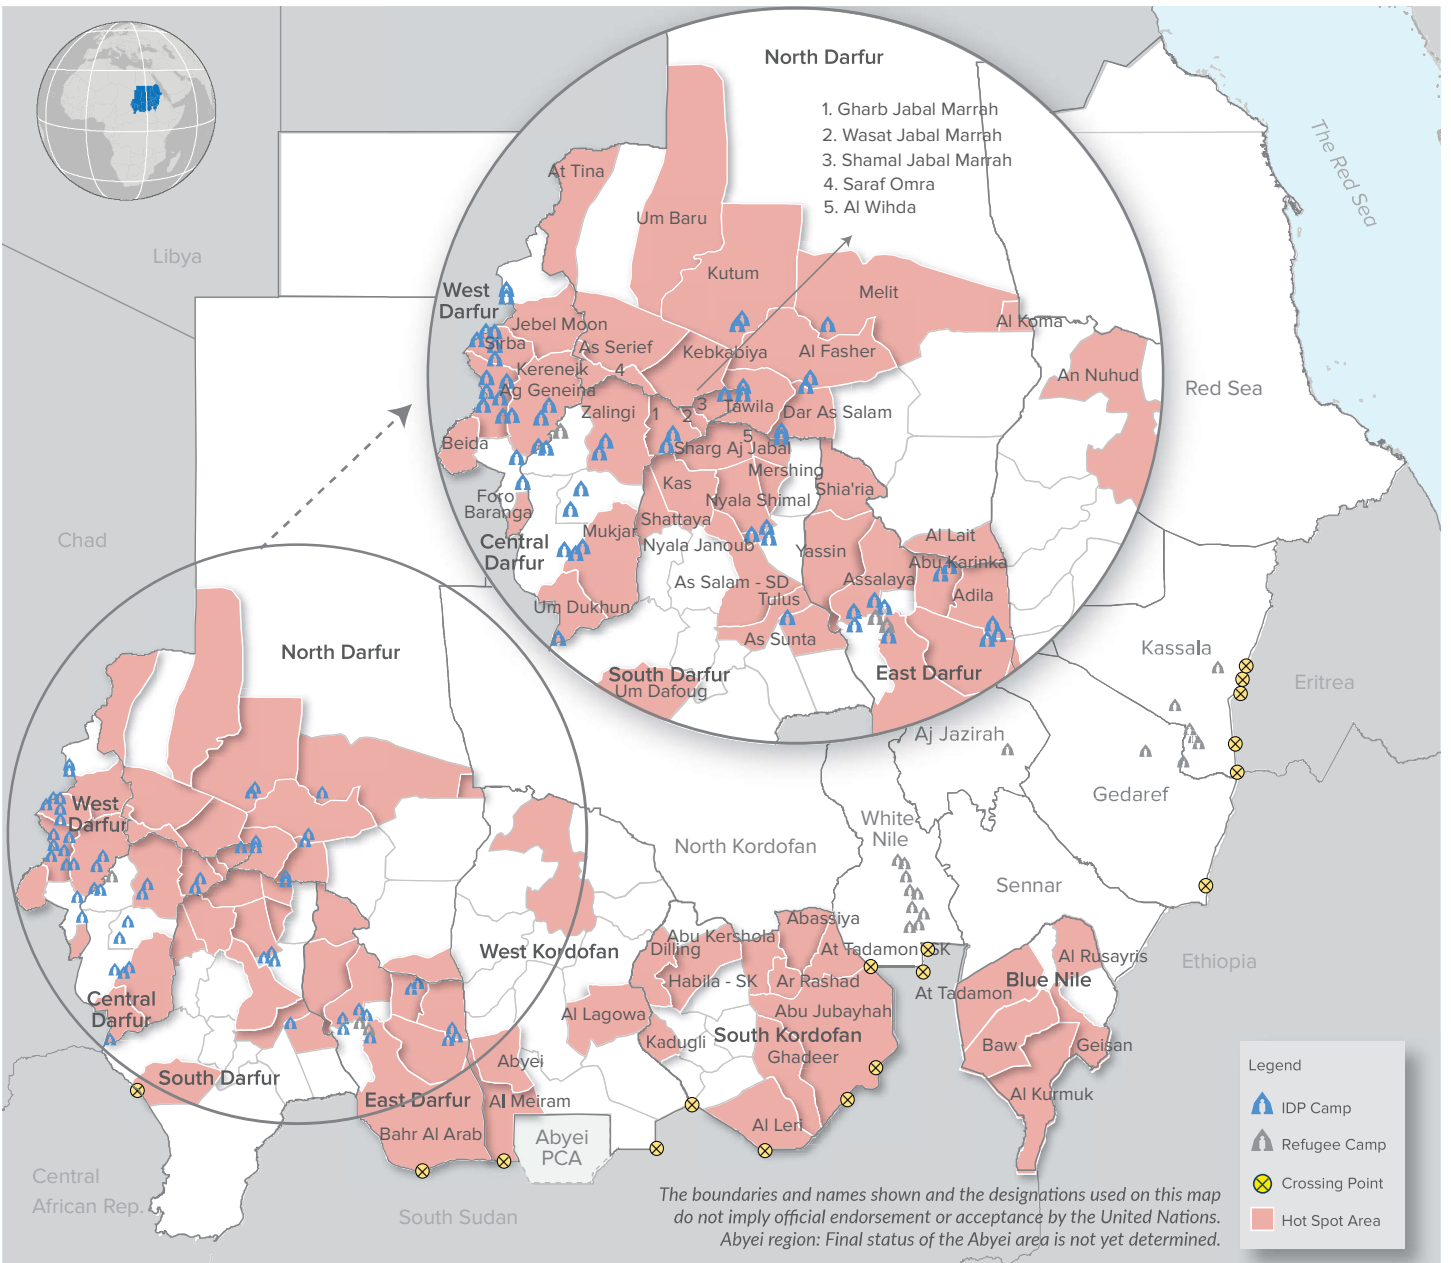 North Darfur
1. Gharb Jabal Marrah
2. Wasat Jabal Marrah
3. Shamal Jabal Marrah
4. Saraf Omra
5. Al Wihda
The Red Sea
At Tina
Um Baru
Libya
Kutum
Melit
West
Darfur
Al Koma
Jebel Moon
Sirba
As Serief
Kebkabiya
Al Fasher
Kereneik
4
An Nuhud
Red Sea
Ag Geneina
Zalingi
1
2
3
Tawila
Dar As Salam
Beida
5
Sharg Aj Jabal
Mershing
Kas
Nyala Shimal
Shia'ria
Foro
Baranga
Shattaya
Mukjar
Chad
Central
Darfur
Nyala Janoub
Yassin
Al Lait
Abu Karinka
As Salam - SD
Assalaya
Tulus
Adila
Um Dukhun
As Sunta
North Darfur
Kassala
South Darfur
Um Dafoug
East Darfur
Eritrea
Aj Jazirah
Gedaref
West
Darfur
White
Nile
North Kordofan
Sennar
Abassiya
Abu Kershola
Dilling
At Tadamon SK
West Kordofan
Al Rusayris
Ethiopia
Habila - SK
Ar Rashad
Blue Nile
At Tadamon
Central
Darfur
Al Lagowa
Abu Jubayhah
Kadugli
South Kordofan
Baw
Geisan
Ghadeer
Abyei
South Darfur
Al Kurmuk
East Darfur
Al Meiram
Al Leri
Bahr Al Arab
Abyei
PCA
Central
African Rep.
South Sudan
Legend
IDP Camp
Refugee Camp
Crossing Point
Hot Spot Area
The boundaries and names shown and the designations used on this map
do not imply official endorsement or acceptance by the United Nations.
Abyei region: Final status of the Abyei area is not yet determined.